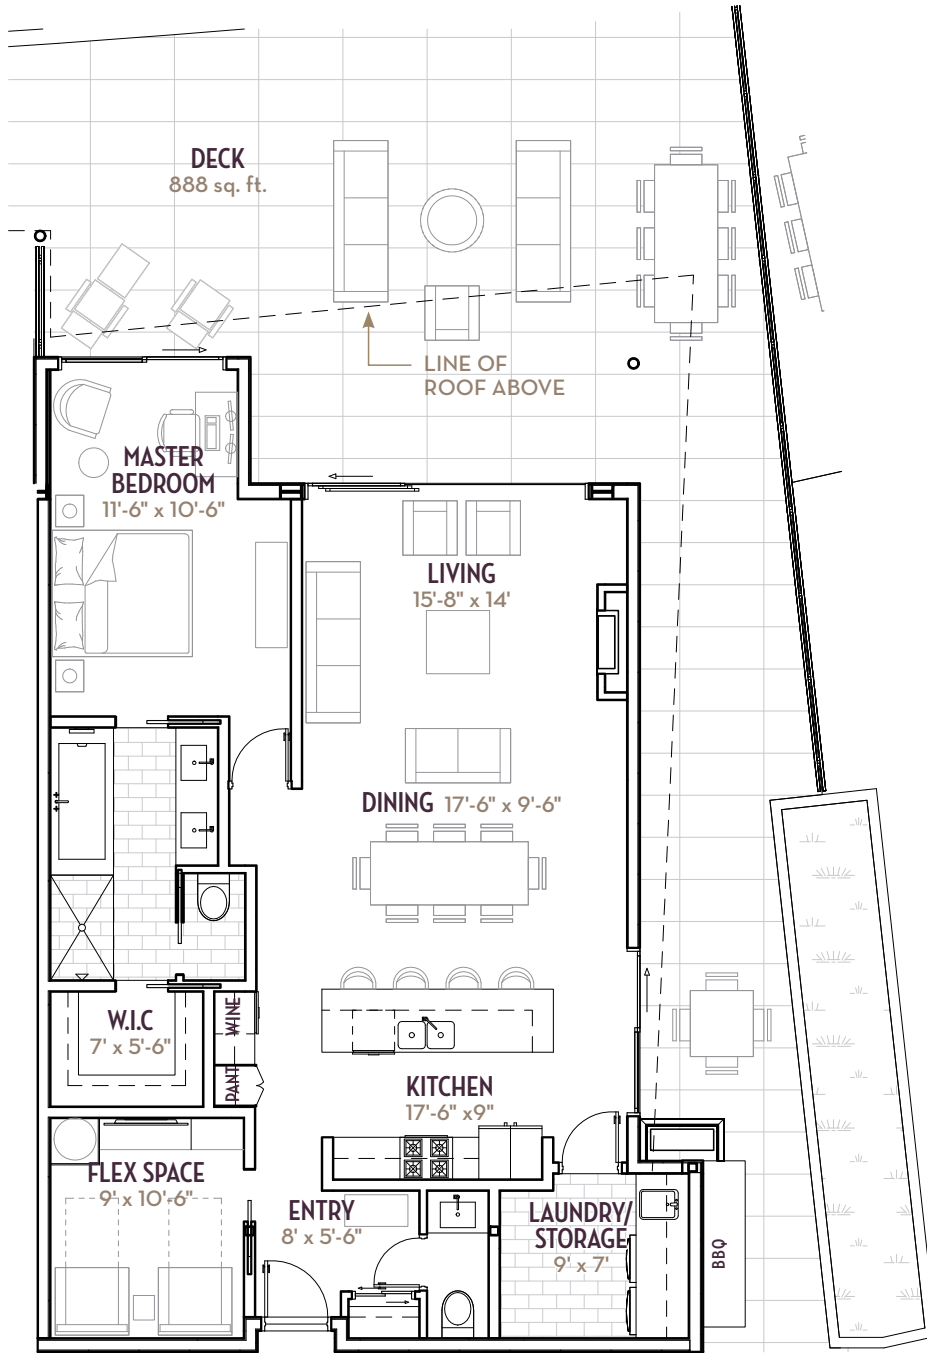 DECK
888 sq. ft.
LINE OF
ROOF ABOVE
MASTER
BEDROOM
11'-6" x 10'-6"
LIVING
15'-8" x 14'
DINING 17'-6" x 9'-6"
W.I.C
7' x 5'-6"
WINE
PANT
KITCHEN
17'-6" x9"
FLEX SPACE
9' x 10'-6"
ENTRY
8' x 5'-6"
LAUNDRY/
STORAGE
9' x 7'
BBQ